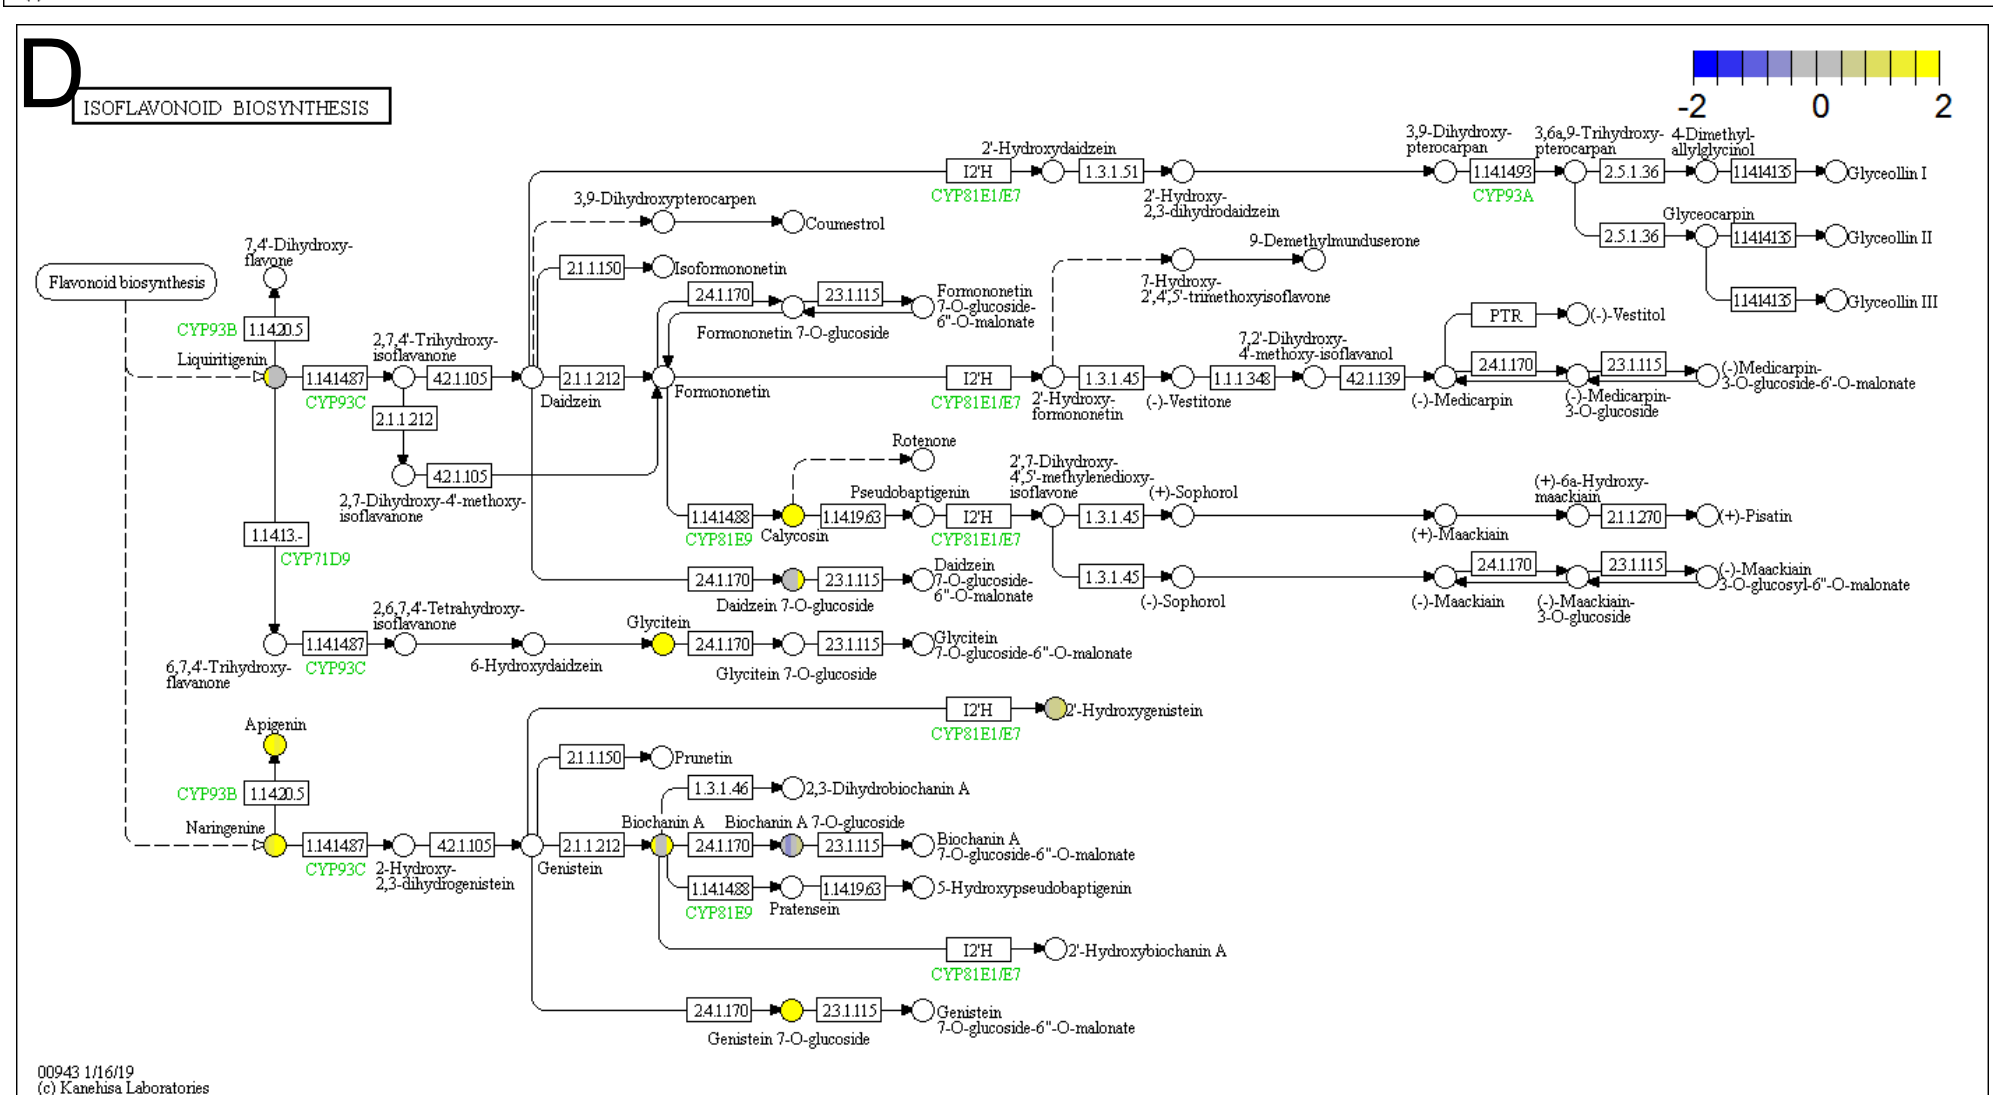 D
ISOFLAVONOID BIOSYNTHESIS
-2 0 2
Flavonoid biosynthesis
7,4'-Dihydroxy-
flavone
CYP93B
1.14.20.5
Liquiritigenin
1.14.14.87
CYP93C
2,7,4'-Trihydroxy-
isoflavanone
4.2.1.105
2.1.1.212
4.2.1.105
2,7-Dihydroxy-4'-methoxy-
isoflavanone
1.14.13.-
CYP71D9
Daidzein
2.1.1.212
3,9-Dihydroxypterocarpen
Coumestrol
2.1.1.150
Isoformononetin
2.4.1.170
2.3.1.115
Formononetin 7-O-glucoside
Formononetin
7-O-glucoside-
6"-O-malonate
Formononetin
I2'H
CYP81E1/E7
2'-Hydroxydaidzein
1.3.1.51
2'-Hydroxy-
2,3-dihydrodaidzein
3,9-Dihydroxy-
pterocarpan
1.14.14.93
CYP93A
3,6a,9-Trihydroxy-
pterocarpan
2.5.1.36
4-Dimethyl-
allylglycinol
1.14.14.135
Glyceollin I
2.5.1.36
Glyceocarpin
1.14.14.135
Glyceollin II
1.14.14.135
Glyceollin III
9-Demethylmunduserone
7-Hydroxy-
2',4',5'-trimethoxyisoflavone
I2'H
CYP81E1/E7
2'-Hydroxy-
formononetin
1.3.1.45
(-)-Vestitone
1.1.1.348
7,2'-Dihydroxy-
4'-methoxy-isoflavanol
4.2.1.139
(-)-Medicarpin
PTR
(-)-Vestitol
2.4.1.170
2.3.1.115
(-)-Medicarpin-
3-O-glucoside
(-)Medicarpin-
3-O-glucoside-6'-O-malonate
Rotenone
1.14.14.88
CYP81E9
Calycosin
1.14.19.63
Pseudobaptigenin
I2'H
CYP81E1/E7
2',7-Dihydroxy-
4',5'-methylenedioxy-
isoflavone
1.3.1.45
(+)-Sophorol
(+)-Maackiain
(+)-6a-Hydroxy-
maackiain
2.1.1.270
(+)-Pisatin
1.3.1.45
(-)-Sophorol
(-)-Maackiain
2.4.1.170
2.3.1.115
(-)-Maackiain-
3-O-glucoside
(-)-Maackiain
3-O-glucosyl-6"-O-malonate
2.4.1.170
Daidzein 7-O-glucoside
2.3.1.115
Daidzein
7-O-glucoside-
6"-O-malonate
6,7,4'-Trihydroxy-
flavanone
1.14.14.87
CYP93C
2,6,7,4'-Tetrahydroxy-
isoflavanone
6-Hydroxydaidzein
Glycitein
2.4.1.170
Glycitein 7-O-glucoside
2.3.1.115
Glycitein
7-O-glucoside-6"-O-malonate
Apigenin
CYP93B
1.14.20.5
Naringenine
1.14.14.87
CYP93C
2-Hydroxy-
2,3-dihydrogenistein
4.2.1.105
Genistein
I2'H
CYP81E1/E7
2'-Hydroxygenistein
2.1.1.150
Prunetin
2.1.1.212
Biochanin A
1.3.1.46
2,3-Dihydrobiochanin A
2.4.1.170
Biochanin A 7-O-glucoside
2.3.1.115
Biochanin A
7-O-glucoside-6"-O-malonate
1.14.14.88
CYP81E9
Pratensein
1.14.19.63
5-Hydroxypseudobaptigenin
I2'H
CYP81E1/E7
2'-Hydroxybiochanin A
2.4.1.170
Genistein 7-O-glucoside
2.3.1.115
Genistein
7-O-glucoside-6"-O-malonate
00943 1/16/19
(c) Kanehisa Laboratories